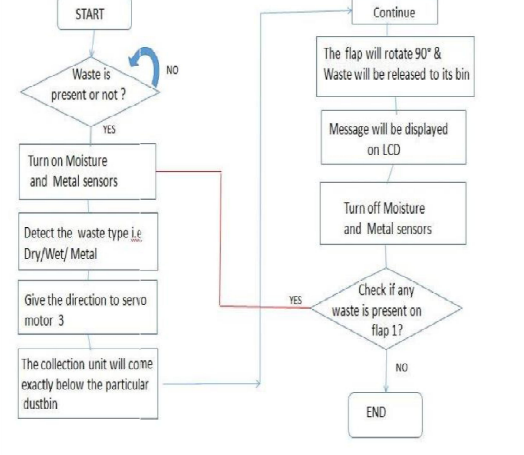 START
Waste is
present or not ?
NO
YES
Turn on Moisture
and Metal sensors
Detect the waste type i.e
Dry/Wet/ Metal
Give the direction to servo
motor 3
The collection unit will come
exactly below the particular
dustbin
Continue
The flap will rotate 90° &
Waste will be released to its bin
Message will be displayed
on LCD
Turn off Moisture
and Metal sensors
Check if any
waste is present on
flap 1?
YES
NO
END